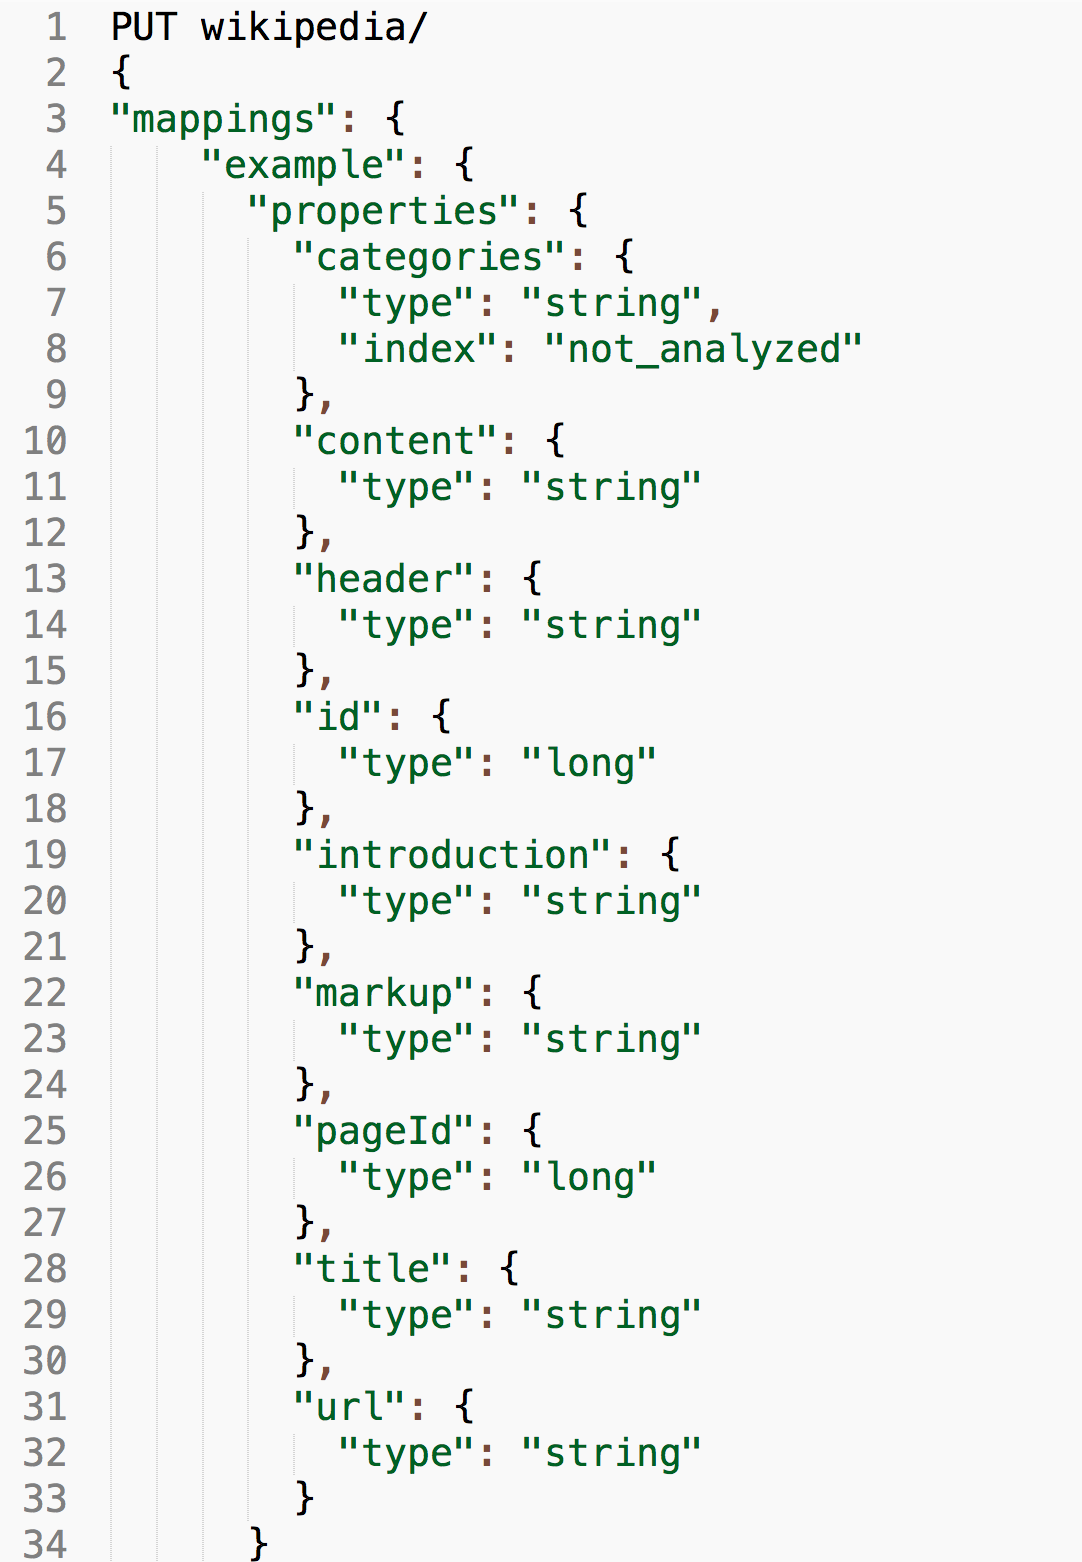 1 PUT wikipedia/
2 {
3 "mappings": {
4 "example": {
5 "properties": {
6 "categories": {
7 "type": "string",
8 "index": "not_analyzed"
9 },
10 "content": {
11 "type": "string"
12 },
13 "header": {
14 "type": "string"
15 },
16 "id": {
17 "type": "long"
18 },
19 "introduction": {
20 "type": "string"
21 },
22 "markup": {
23 "type": "string"
24 },
25 "pageId": {
26 "type": "long"
27 },
28 "title": {
29 "type": "string"
30 },
31 "url": {
32 "type": "string"
33 }
34 }